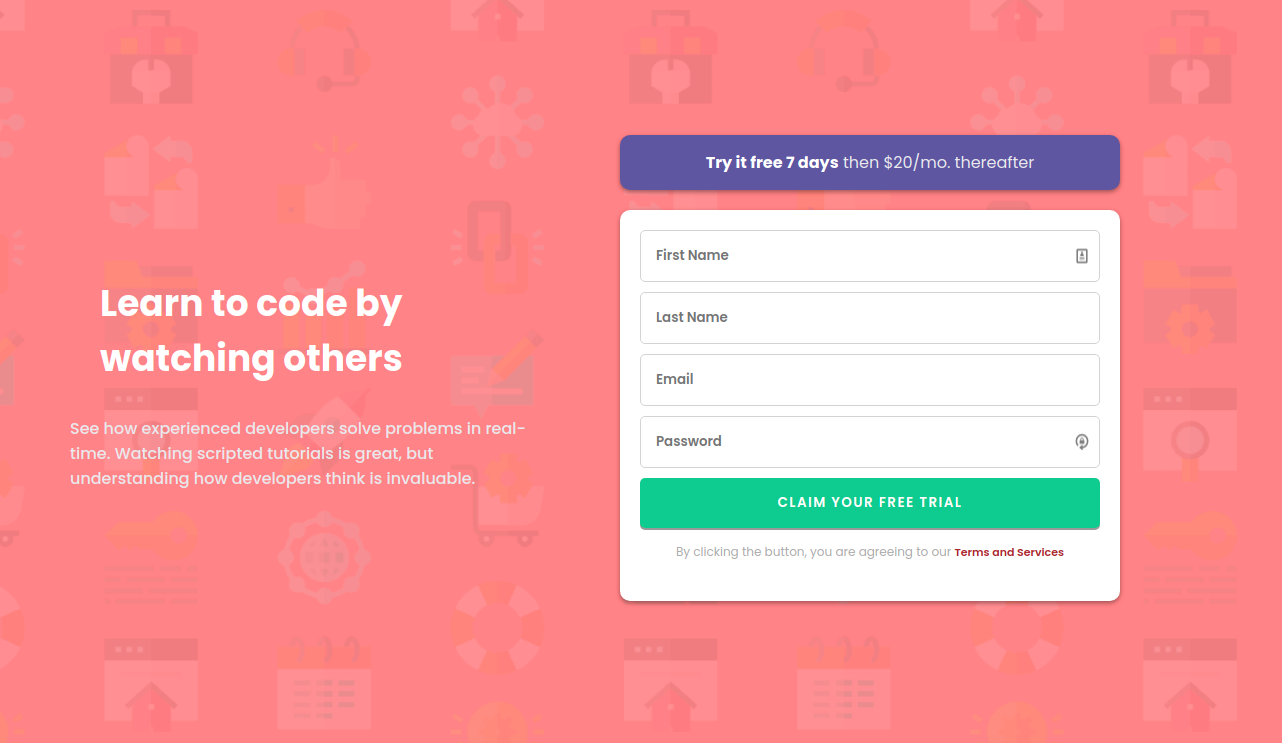 Learn to code by
watching others
See how experienced developers solve problems in real-
time. Watching scripted tutorials is great, but
understanding how developers think is invaluable.
Try it free 7 days then $20/mo. thereafter
First Name
Last Name
Email
Password
CLAIM YOUR FREE TRIAL
By clicking the button, you are agreeing to our Terms and Services